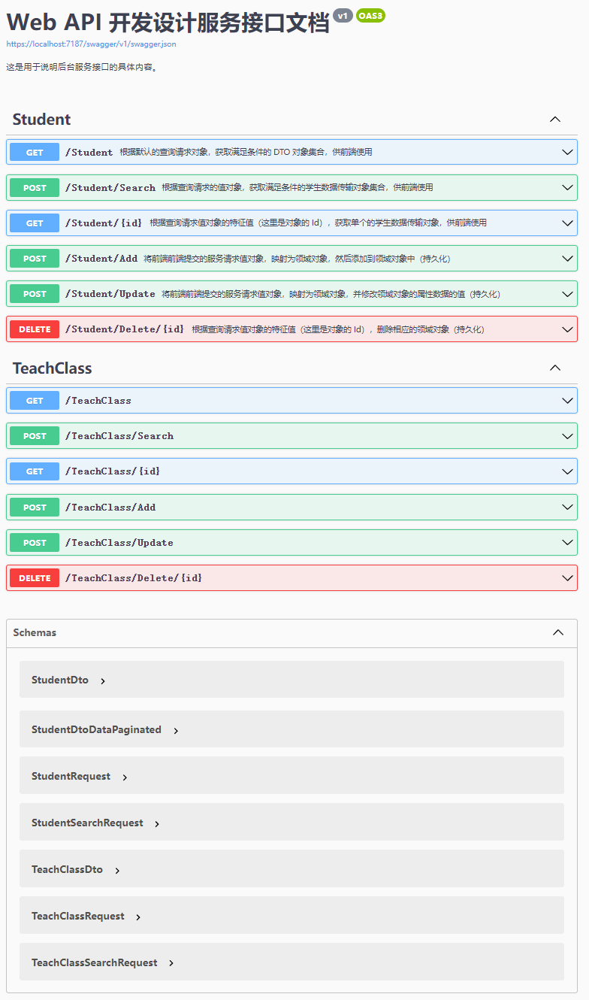 Web API 开发设计服务接口文档 v1 OAS3
https://localhost:7187/swagger/v1/swagger.json
这是用于说明后台服务接口的具体内容。
Student
GET /Student 根据默认的查询请求对象，获取满足条件的 DTO 对象集合，供前端使用
POST /Student/Search 根据查询请求的值对象，获取满足条件的学生数据传输对象集合，供前端使用
GET /Student/{id} 根据查询请求值对象的特征值（这里是对象的 Id），获取单个的学生数据传输对象，供前端使用
POST /Student/Add 将前端前端提交的服务请求值对象，映射为领域对象，然后添加到领域对象中（持久化）
POST /Student/Update 将前端前端提交的服务请求值对象，映射为领域对象，并修改领域对象的属性数据的值（持久化）
DELETE /Student/Delete/{id} 根据查询请求值对象的特征值（这里是对象的 Id），删除相应的领域对象（持久化）
TeachClass
GET /TeachClass
POST /TeachClass/Search
GET /TeachClass/{id}
POST /TeachClass/Add
POST /TeachClass/Update
DELETE /TeachClass/Delete/{id}
Schemas
StudentDto
StudentDtoDataPaginated
StudentRequest
StudentSearchRequest
TeachClassDto
TeachClassRequest
TeachClassSearchRequest